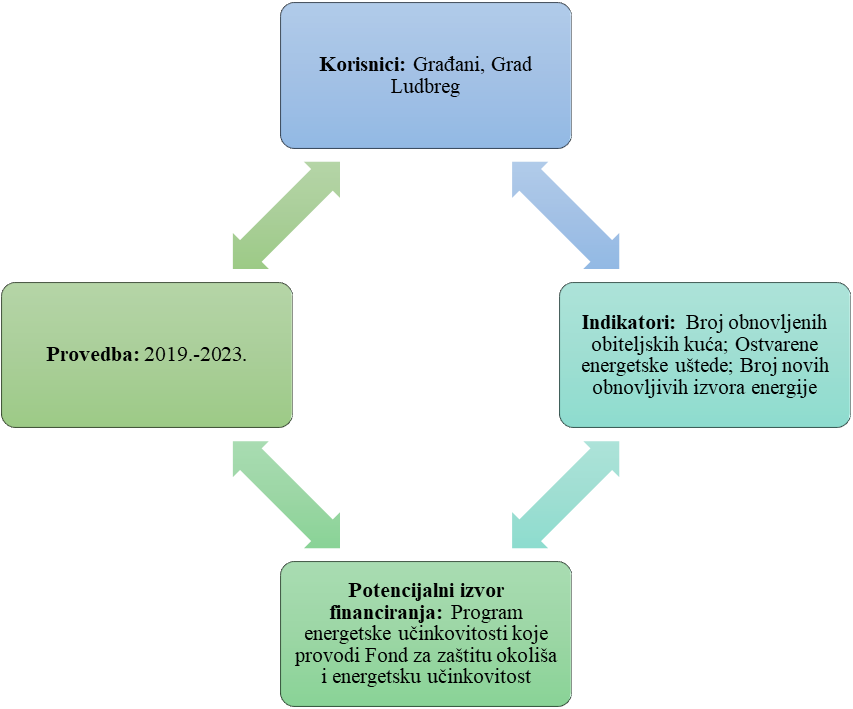 Korisnici: Građani, Grad
Ludbreg
Provedba: 2019.-2023.
Indikatori: Broj obnovljenih
obiteljskih kuća; Ostvarene
energetske uštede; Broj novih
obnovljivih izvora energije
Potencijalni izvor
financiranja: Program
energetske učinkovitosti koje
provodi Fond za zaštitu okoliša
i energetsku učinkovitost